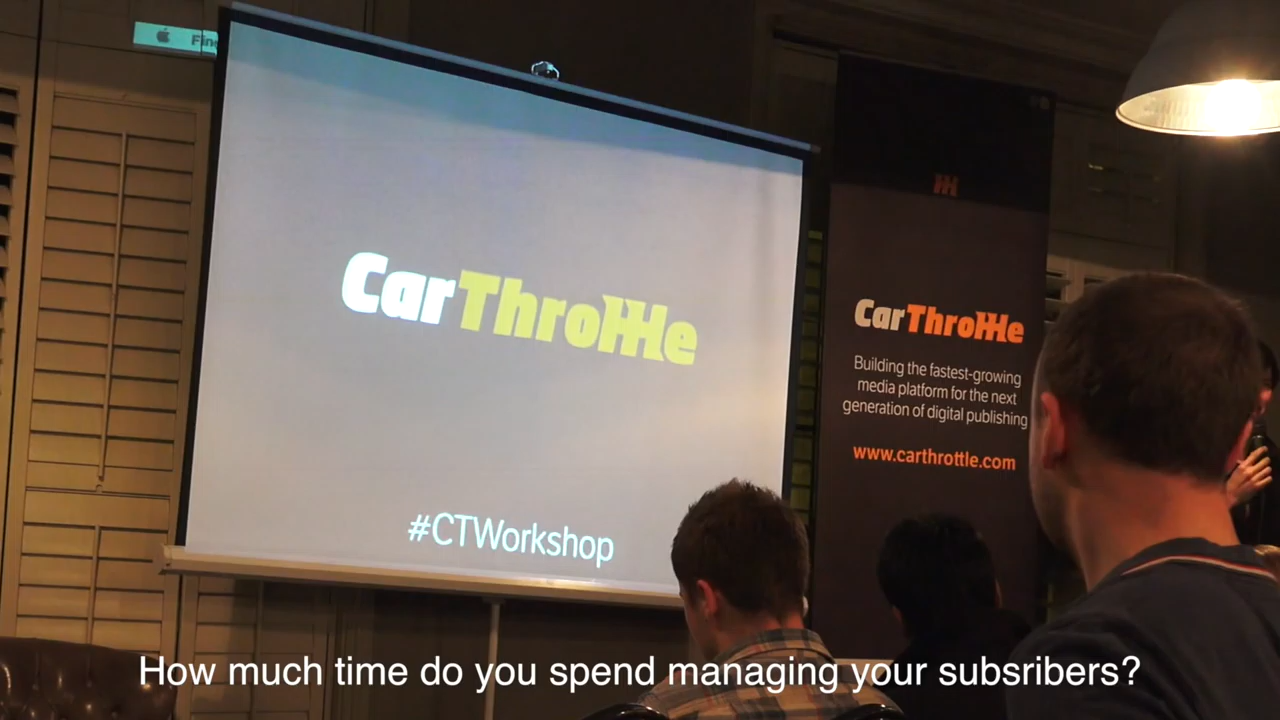 Fin
CarThrottle
#CTWorkshop
CarThrottle
Building the fastest-growing
media platform for the next
generation of digital publishing
www.carthrottle.com
How much time do you spend managing your subsribers?